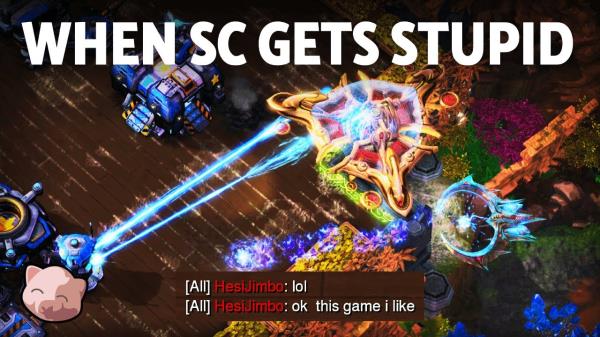 WHEN SC GETS STUPID
[All] HesiJimbo: lol
[All] HesiJimbo: ok  this game i like